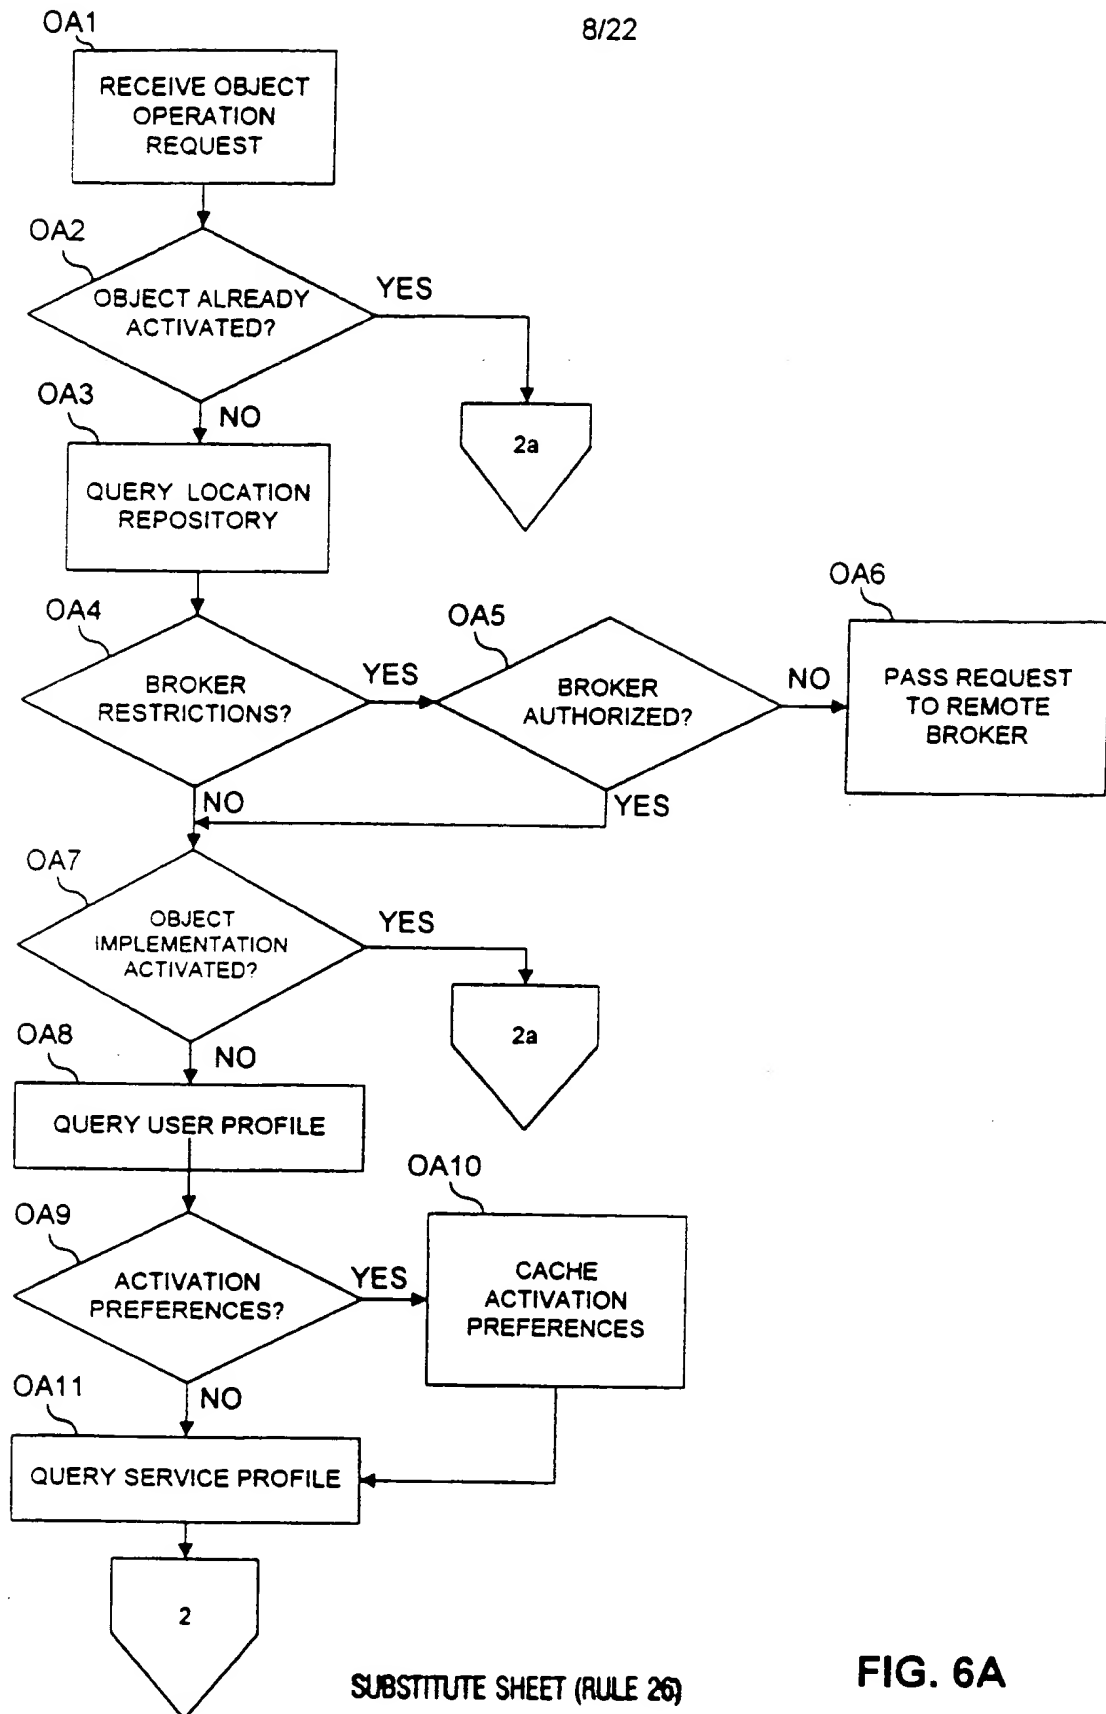 8/22
OA1
RECEIVE OBJECT
OPERATION
REQUEST
OA2
OBJECT ALREADY
ACTIVATED?
YES
2a
NO
OA3
QUERY LOCATION
REPOSITORY
OA4
BROKER
RESTRICTIONS?
YES
OA5
BROKER
AUTHORIZED?
NO
OA6
PASS REQUEST
TO REMOTE
BROKER
NO
YES
OA7
OBJECT
IMPLEMENTATION
ACTIVATED?
YES
2a
NO
OA8
QUERY USER PROFILE
OA9
ACTIVATION
PREFERENCES?
YES
OA10
CACHE
ACTIVATION
PREFERENCES
NO
OA11
QUERY SERVICE PROFILE
2
SUBSTITUTE SHEET (RULE 26)
FIG. 6A